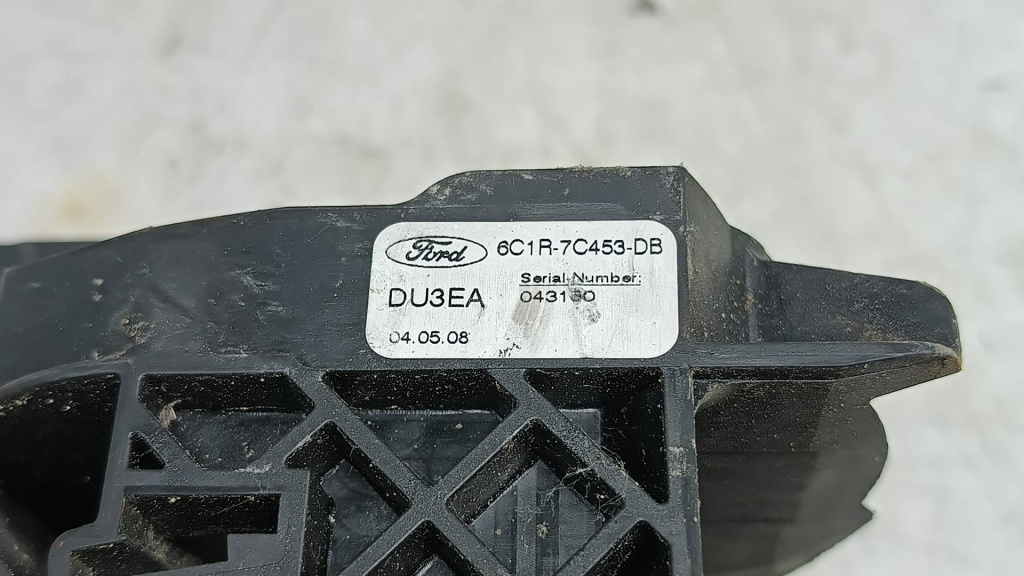 Ford 6C1R-7C453-DB
Serial Number:
DU3EA 043130
04.05.08